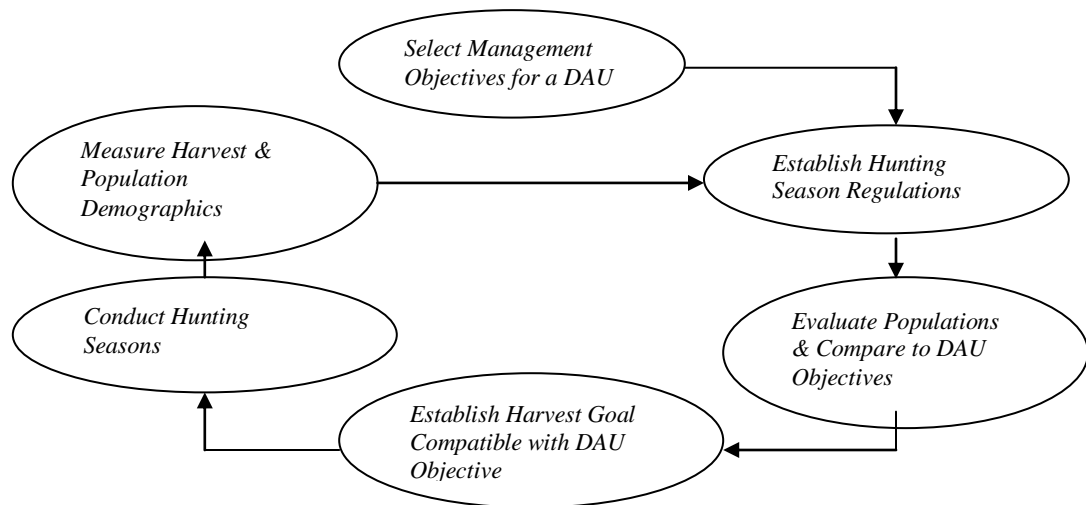 Select Management
Objectives for a DAU
Measure Harvest &
Population
Demographics
Establish Hunting
Season Regulations
Conduct Hunting
Seasons
Evaluate Populations
& Compare to DAU
Objectives
Establish Harvest Goal
Compatible with DAU
Objective